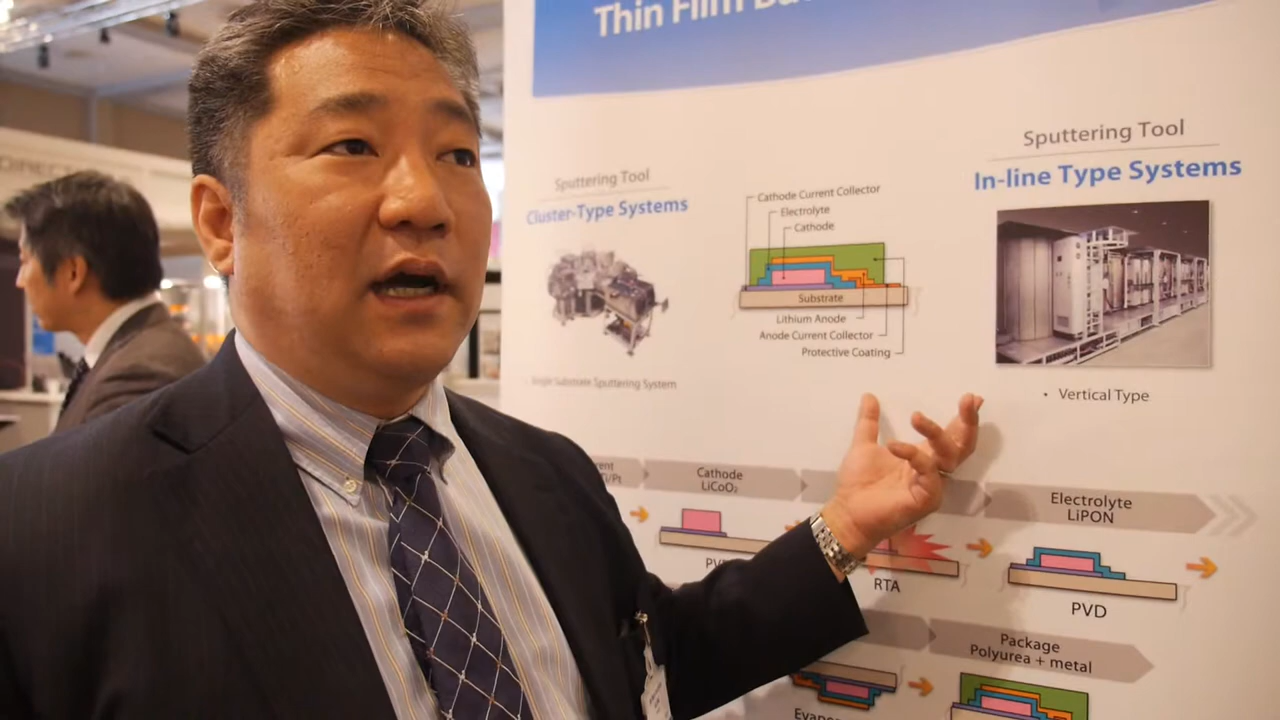 Thin Film
Sputtering Tool
Cluster-Type Systems
Single Substrate Sputtering System
Cathode Current Collector
Electrolyte
Cathode
Substrate
Lithium Anode
Anode Current Collector
Protective Coating
Sputtering Tool
In-line Type Systems
• Vertical Type
Cathode
LiCoO₂
Electrolyte
LiPON
RTA
PVD
Package
Polyurea + metal